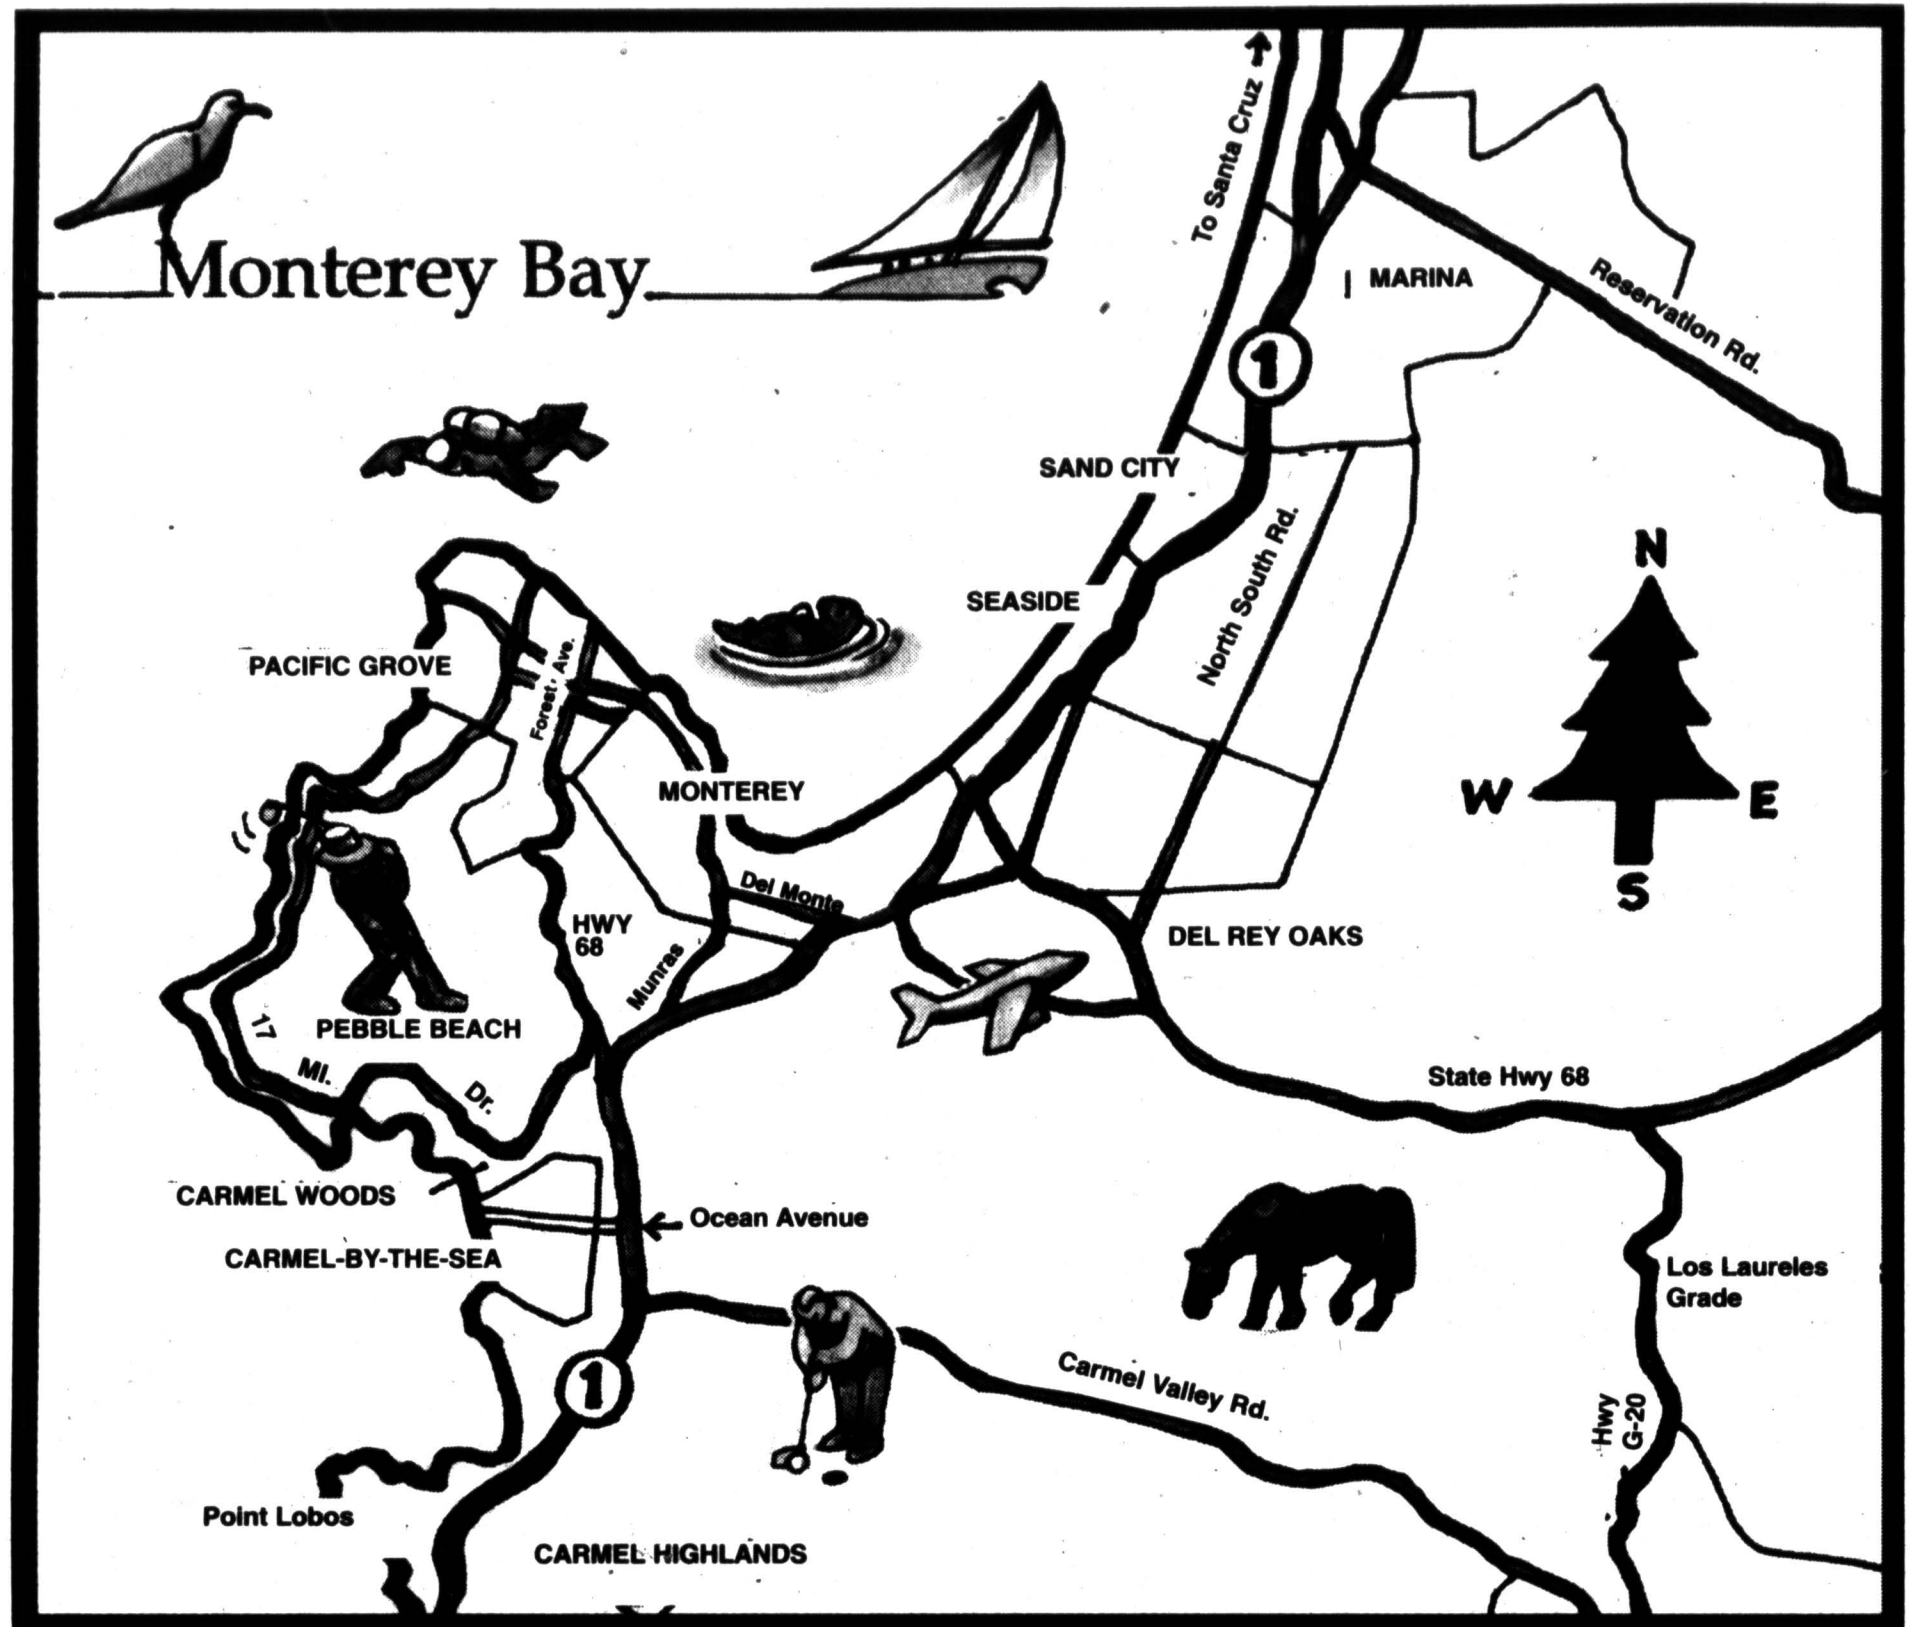 To Santa Cruz
Monterey Bay
MARINA
Reservation Rd.
1
SAND CITY
North South Rd.
N
SEASIDE
PACIFIC GROVE
Forest Ave.
MONTEREY
W
E
S
Del Monte
HWY
68
Munras
DEL REY OAKS
17
MI.
Dr.
PEBBLE BEACH
State Hwy 68
CARMEL WOODS
Ocean Avenue
CARMEL-BY-THE-SEA
Los Laureles
Grade
1
Carmel Valley Rd.
Hwy
G-20
Point Lobos
CARMEL HIGHLANDS